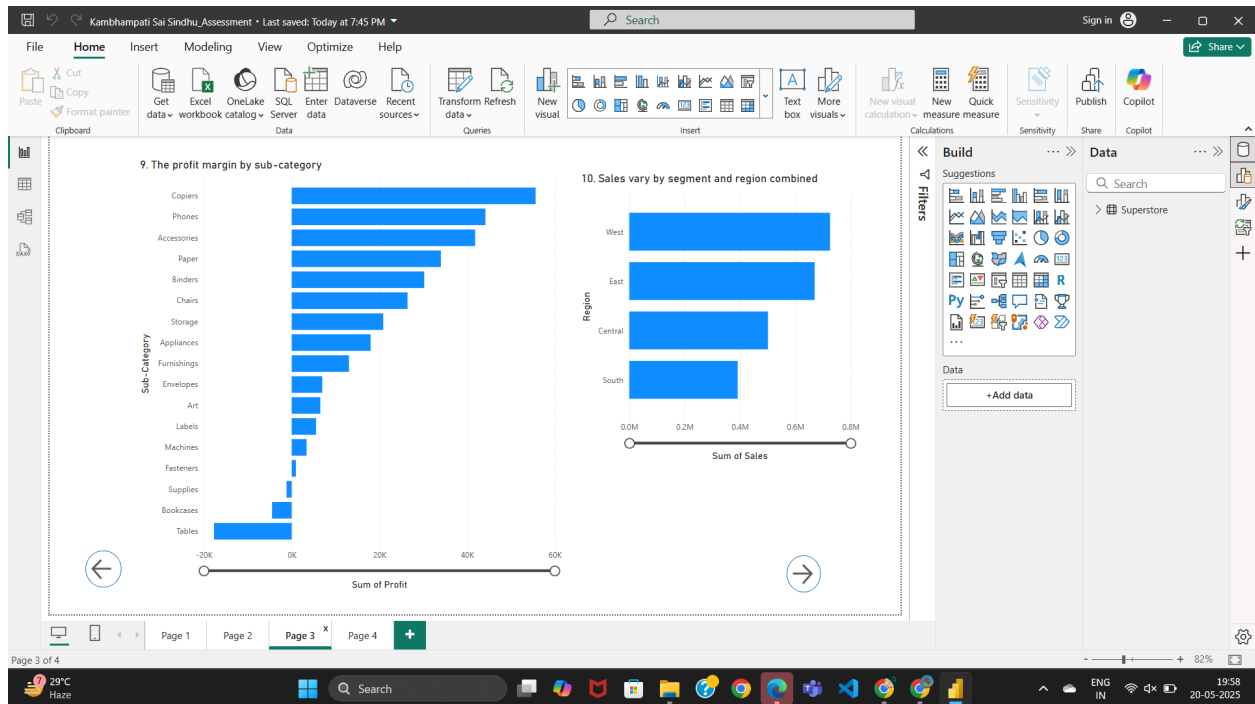 Kambhampati Sai Sindhu_Assessment • Last saved: Today at 7:45 PM
Search
Sign in
File Home Insert Modeling View Optimize Help
Share
Paste
Cut
Copy
Format painter
Clipboard
Get data
Excel workbook
OneLake catalog
SQL Server
Enter data
Dataverse
Recent sources
Data
Transform data
Refresh
Queries
New visual
Text box
More visuals
Insert
New visual calculation
New measure
Quick measure
Calculations
Sensitivity
Sensitivity
Publish
Share
Copilot
Copilot
9. The profit margin by sub-category
Sub-Category
Copiers
Phones
Accessories
Paper
Binders
Chairs
Storage
Appliances
Furnishings
Envelopes
Art
Labels
Machines
Fasteners
Supplies
Bookcases
Tables
-20K 0K 20K 40K 60K
Sum of Profit
10. Sales vary by segment and region combined
Region
West
East
Central
South
0.0M 0.2M 0.4M 0.6M 0.8M
Sum of Sales
Filters
Build
Suggestions
123
R
Py
Data
+Add data
Data
Search
Superstore
DAX
Page 1 Page 2 Page 3 x Page 4 +
Page 3 of 4
- + 82%
7
29°C
Haze
Search
ENG
IN
19:58
20-05-2025